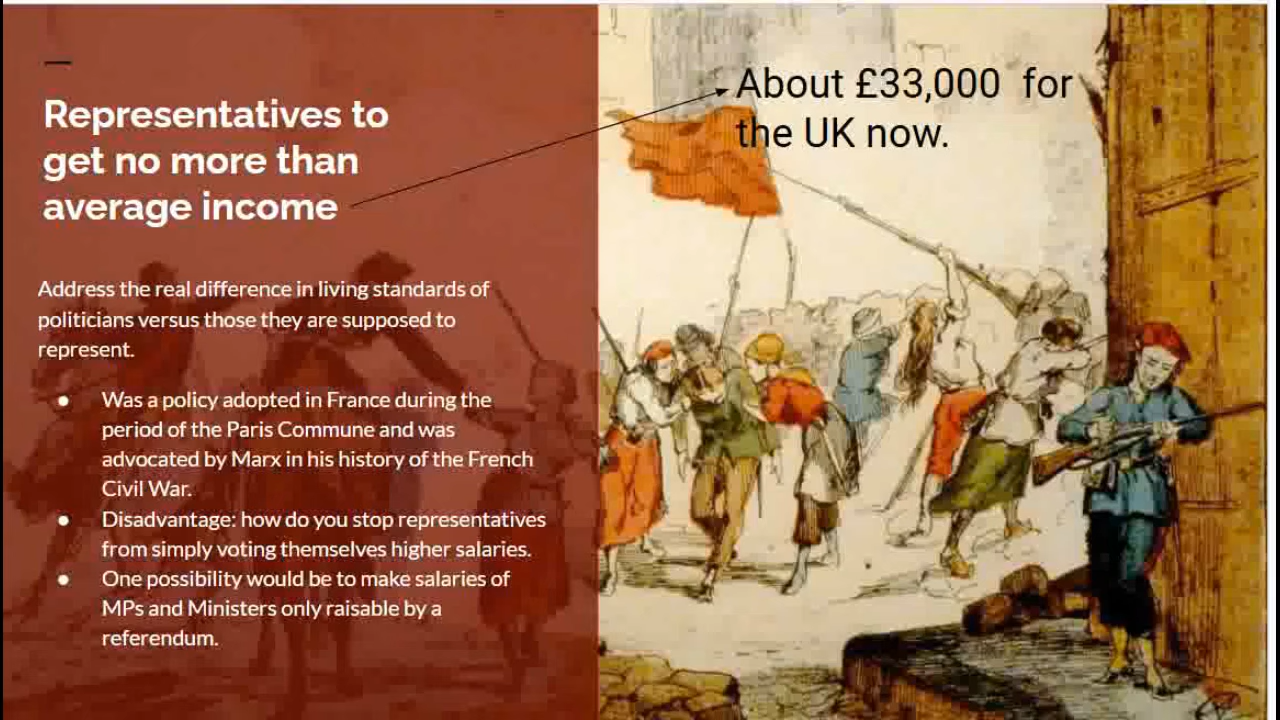 Representatives to
get no more than
average income
About £33,000 for
the UK now.
Address the real difference in living standards of
politicians versus those they are supposed to
represent.
● Was a policy adopted in France during the
period of the Paris Commune and was
advocated by Marx in his history of the French
Civil War.
● Disadvantage: how do you stop representatives
from simply voting themselves higher salaries.
● One possibility would be to make salaries of
MPs and Ministers only raisable by a
referendum.